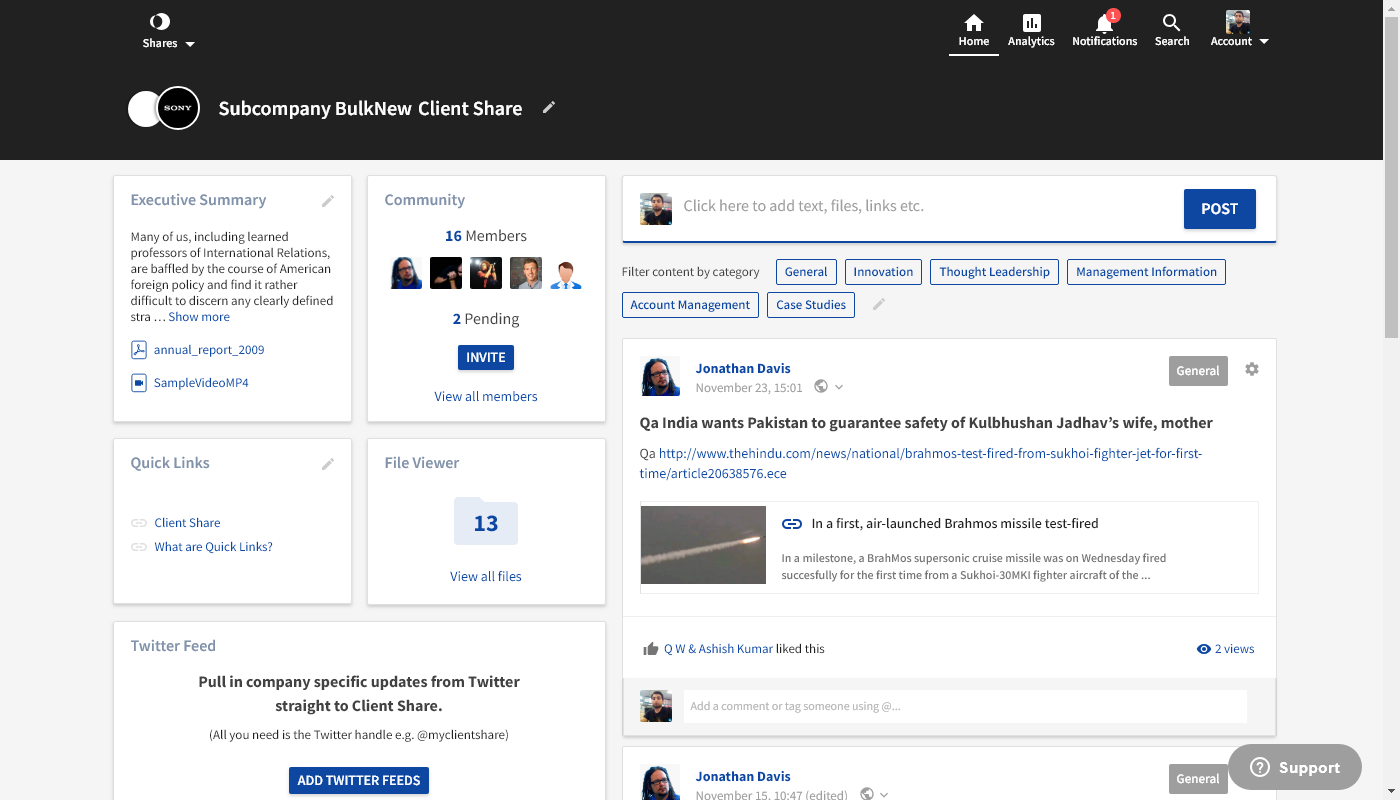 Shares
Home
Analytics
1
Notifications
Search
Account
SONY
Subcompany BulkNew Client Share
Executive Summary
Many of us, including learned
professors of International Relations,
are baffled by the course of American
foreign policy and find it rather
difficult to discern any clearly defined
stra ... Show more
annual_report_2009
SampleVideoMP4
Community
16 Members
2 Pending
INVITE
View all members
Quick Links
Client Share
What are Quick Links?
File Viewer
13
View all files
Twitter Feed
Pull in company specific updates from Twitter
straight to Client Share.
(All you need is the Twitter handle e.g. @myclientshare)
ADD TWITTER FEEDS
Click here to add text, files, links etc.
POST
Filter content by category
General
Innovation
Thought Leadership
Management Information
Account Management
Case Studies
Jonathan Davis
November 23, 15:01
General
Qa India wants Pakistan to guarantee safety of Kulbhushan Jadhav’s wife, mother
Qa http://www.thehindu.com/news/national/brahmos-test-fired-from-sukhoi-fighter-jet-for-first-
time/article20638576.ece
In a first, air-launched Brahmos missile test-fired
In a milestone, a BrahMos supersonic cruise missile was on Wednesday fired
succesfully for the first time from a Sukhoi-30MKI fighter aircraft of the ...
Q W & Ashish Kumar liked this
2 views
Add a comment or tag someone using @...
Jonathan Davis
November 15, 10:47 (edited)
General
Support